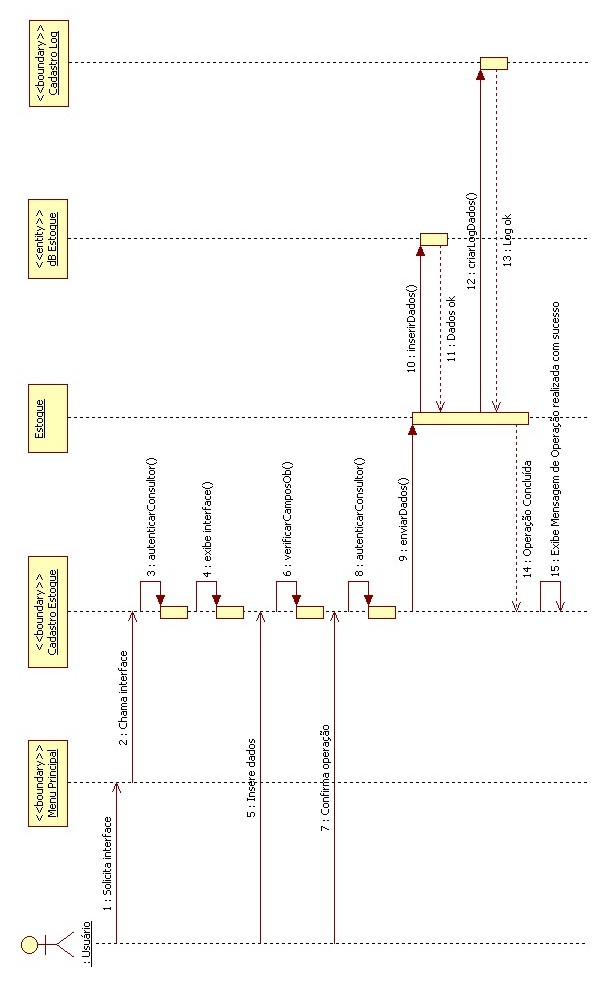 : Usuário
<<boundary>>
Menu Principal
<<boundary>>
Cadastro Estoque
Estoque
<<entity>>
dB Estoque
<<boundary>>
Cadastro Log
1 : Solicita interface
2 : Chama interface
3 : autenticarConsultor()
4 : exibe interface()
5 : Insere dados
6 : verificarCamposOb()
7 : Confirma operação
8 : autenticarConsultor()
9 : enviarDados()
10 : inserirDados()
11 : Dados ok
12 : criarLogDados()
13 : Log ok
14 : Operação Concluída
15 : Exibe Mensagem de Operação realizada com sucesso